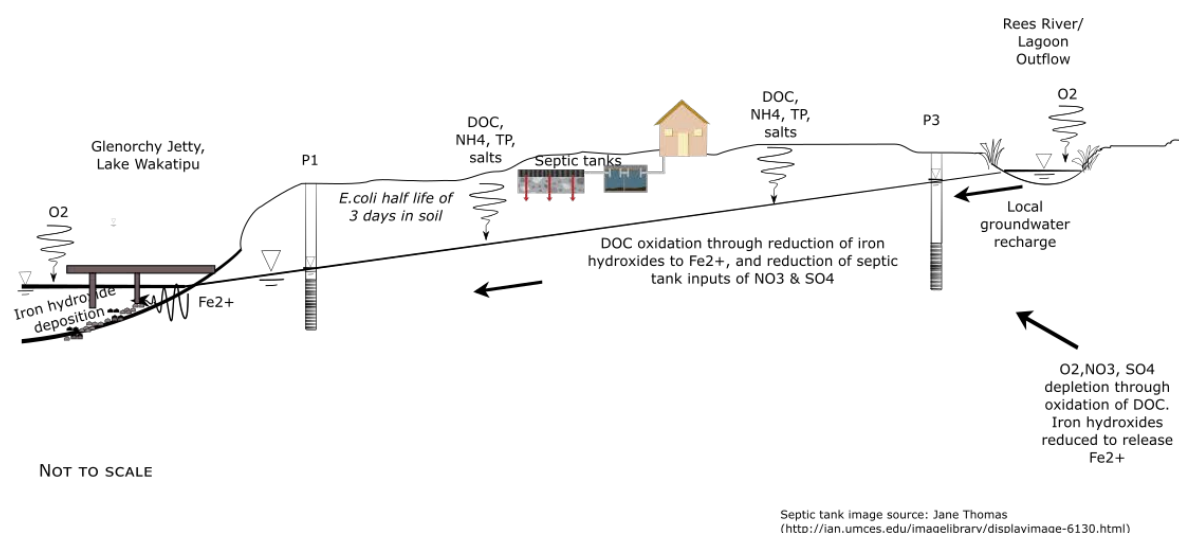 Rees River/
Lagoon
Outflow
O2
DOC,
NH4, TP,
salts
P3
DOC,
NH4, TP,
salts
Glenorchy Jetty,
Lake Wakatipu
P1
Septic tanks
E.coli half life of
3 days in soil
O2
Local
groundwater
recharge
DOC oxidation through reduction of iron
hydroxides to Fe2+, and reduction of septic
tank inputs of NO3 & SO4
Iron hydroxide
deposition
Fe2+
O2,NO3, SO4
depletion through
oxidation of DOC.
Iron hydroxides
reduced to release
Fe2+
NOT TO SCALE
Septic tank image source: Jane Thomas
(http://ian.umces.edu/imagelibrary/displayimage-6130.html)